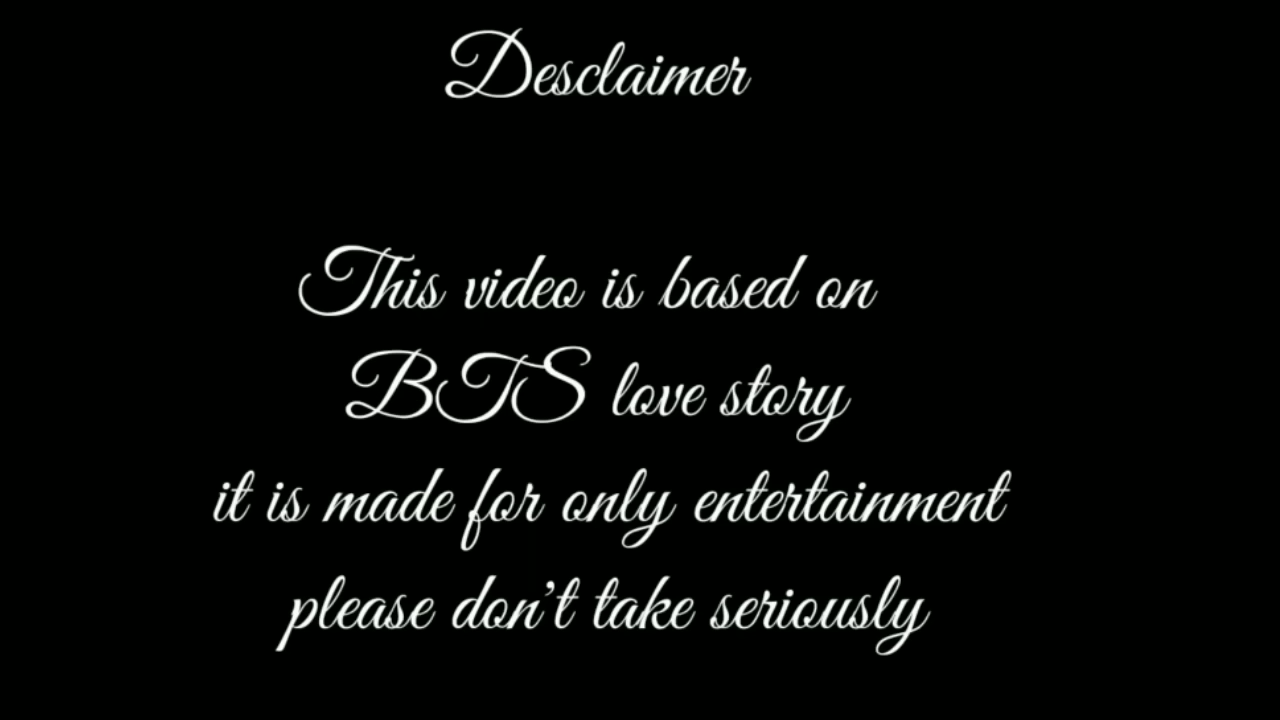 Desclaimer
This video is based on
BTS love story
it is made for only entertainment
please don't take seriously